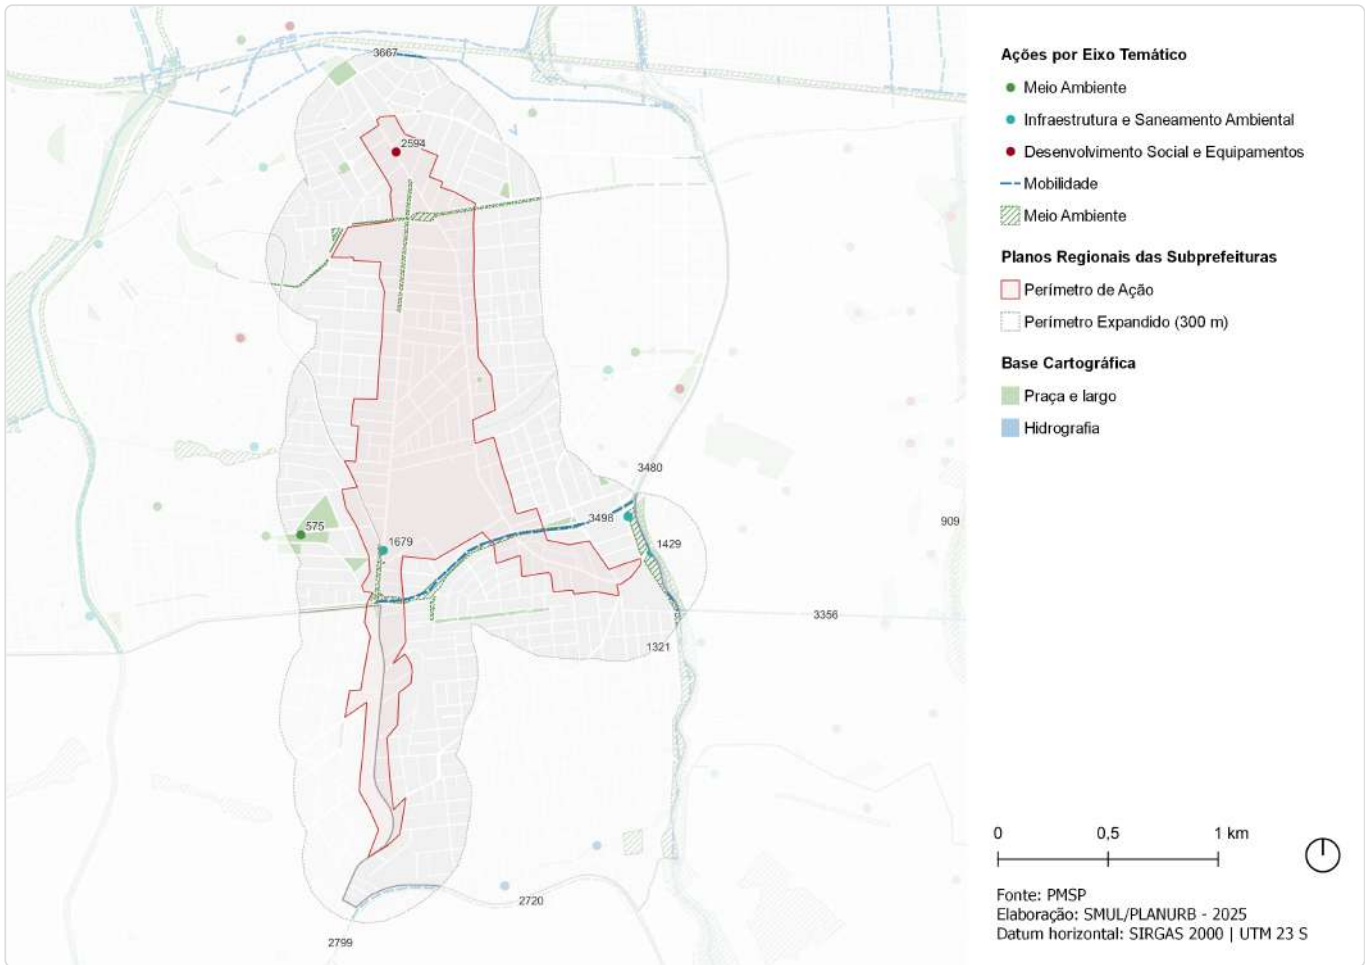 3667
2594
575
1679
3480
3498
1429
909
3356
1321
2720
2799
Ações por Eixo Temático
Meio Ambiente
Infraestrutura e Saneamento Ambiental
Desenvolvimento Social e Equipamentos
Mobilidade
Meio Ambiente
Planos Regionais das Subprefeituras
Perímetro de Ação
Perímetro Expandido (300 m)
Base Cartográfica
Praça e largo
Hidrografia
0 0,5 1 km
Fonte: PMSP
Elaboração: SMUL/PLANURB - 2025
Datum horizontal: SIRGAS 2000 | UTM 23 S